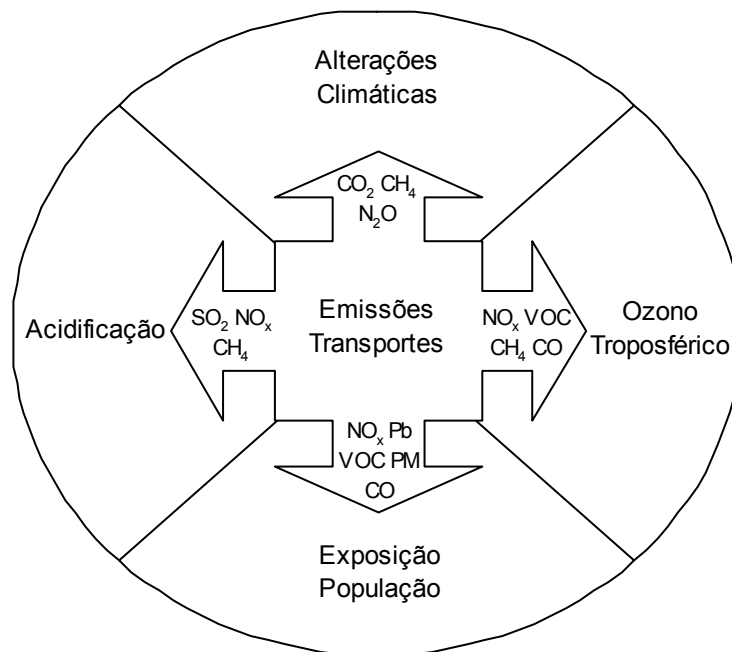 Alterações
Climáticas
CO₂ CH₄
N₂O
Acidificação
SO₂ NOₓ
CH₄
Emissões
Transportes
NOₓ VOC
CH₄ CO
Ozono
Troposférico
NOₓ Pb
VOC PM
CO
Exposição
População